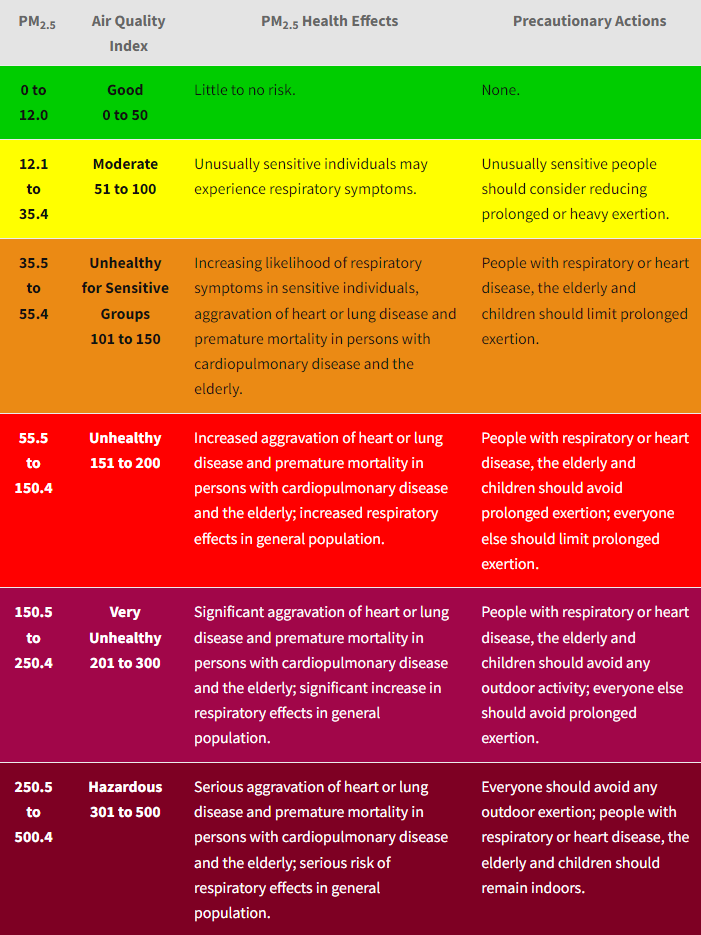 PM2.5 Air Quality Index PM2.5 Health Effects Precautionary Actions
0 to 12.0
Good
0 to 50
Little to no risk.
None.
12.1 to 35.4
Moderate
51 to 100
Unusually sensitive individuals may
experience respiratory symptoms.
Unusually sensitive people
should consider reducing
prolonged or heavy exertion.
35.5 to 55.4
Unhealthy
for Sensitive
Groups
101 to 150
Increasing likelihood of respiratory
symptoms in sensitive individuals,
aggravation of heart or lung disease and
premature mortality in persons with
cardiopulmonary disease and the
elderly.
People with respiratory or heart
disease, the elderly and
children should limit prolonged
exertion.
55.5 to 150.4
Unhealthy
151 to 200
Increased aggravation of heart or lung
disease and premature mortality in
persons with cardiopulmonary disease
and the elderly; increased respiratory
effects in general population.
People with respiratory or heart
disease, the elderly and
children should avoid
prolonged exertion; everyone
else should limit prolonged
exertion.
150.5 to 250.4
Very
Unhealthy
201 to 300
Significant aggravation of heart or lung
disease and premature mortality in
persons with cardiopulmonary disease
and the elderly; significant increase in
respiratory effects in general
population.
People with respiratory or heart
disease, the elderly and
children should avoid any
outdoor activity; everyone else
should avoid prolonged
exertion.
250.5 to 500.4
Hazardous
301 to 500
Serious aggravation of heart or lung
disease and premature mortality in
persons with cardiopulmonary disease
and the elderly; serious risk of
respiratory effects in general
population.
Everyone should avoid any
outdoor exertion; people with
respiratory or heart disease, the
elderly and children should
remain indoors.